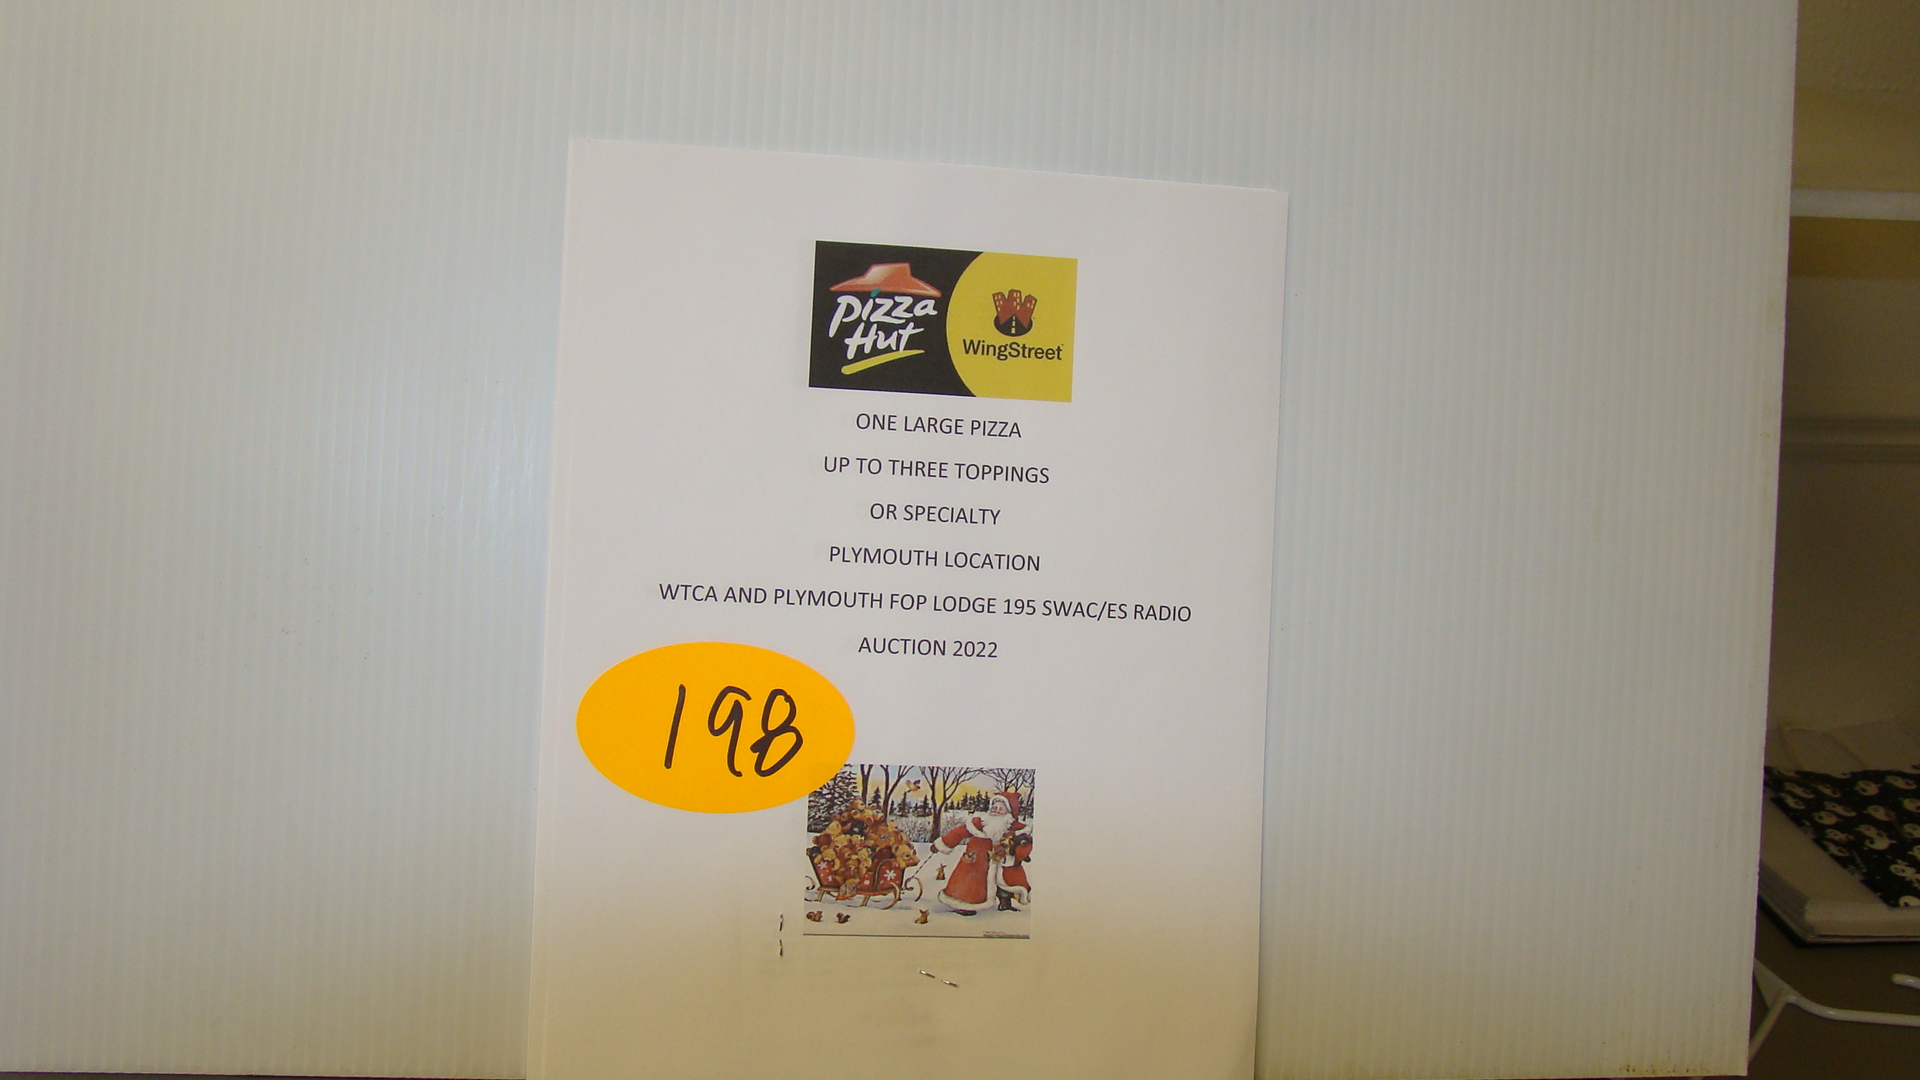 Pizza
Hut
WingStreet
ONE LARGE PIZZA
UP TO THREE TOPPINGS
OR SPECIALTY
PLYMOUTH LOCATION
WTCA AND PLYMOUTH FOP LODGE 195 SWAC/ES RADIO
AUCTION 2022
198